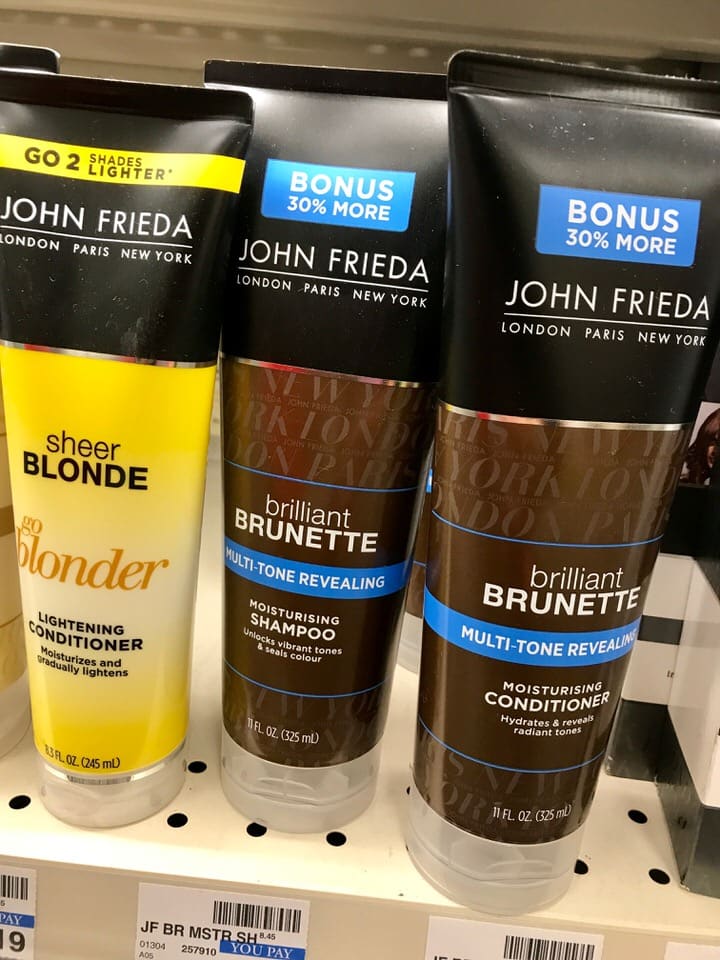 GO 2 SHADES LIGHTER*
JOHN FRIEDA
LONDON PARIS NEW YORK
sheer
BLONDE
go
blonder
LIGHTENING
CONDITIONER
Moisturizes and
gradually lightens
8.3 FL. OZ. (245 mL)
BONUS
30% MORE
JOHN FRIEDA
LONDON PARIS NEW YORK
brilliant
BRUNETTE
MULTI-TONE REVEALING
MOISTURISING
SHAMPOO
Unlocks vibrant tones
& seals colour
11 FL. OZ. (325 mL)
BONUS
30% MORE
JOHN FRIEDA
LONDON PARIS NEW YORK
brilliant
BRUNETTE
MULTI-TONE REVEALING
MOISTURISING
CONDITIONER
Hydrates & reveals
radiant tones
11 FL. OZ. (325 mL)
PAY
19
JF BR MSTR SH 8.45
01304 257910 YOU PAY
A05